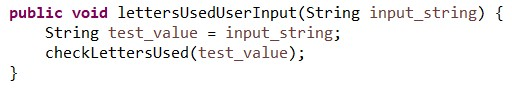 public void lettersUsedUserInput(String input_string) {
    String test_value = input_string;
    checkLettersUsed(test_value);
}